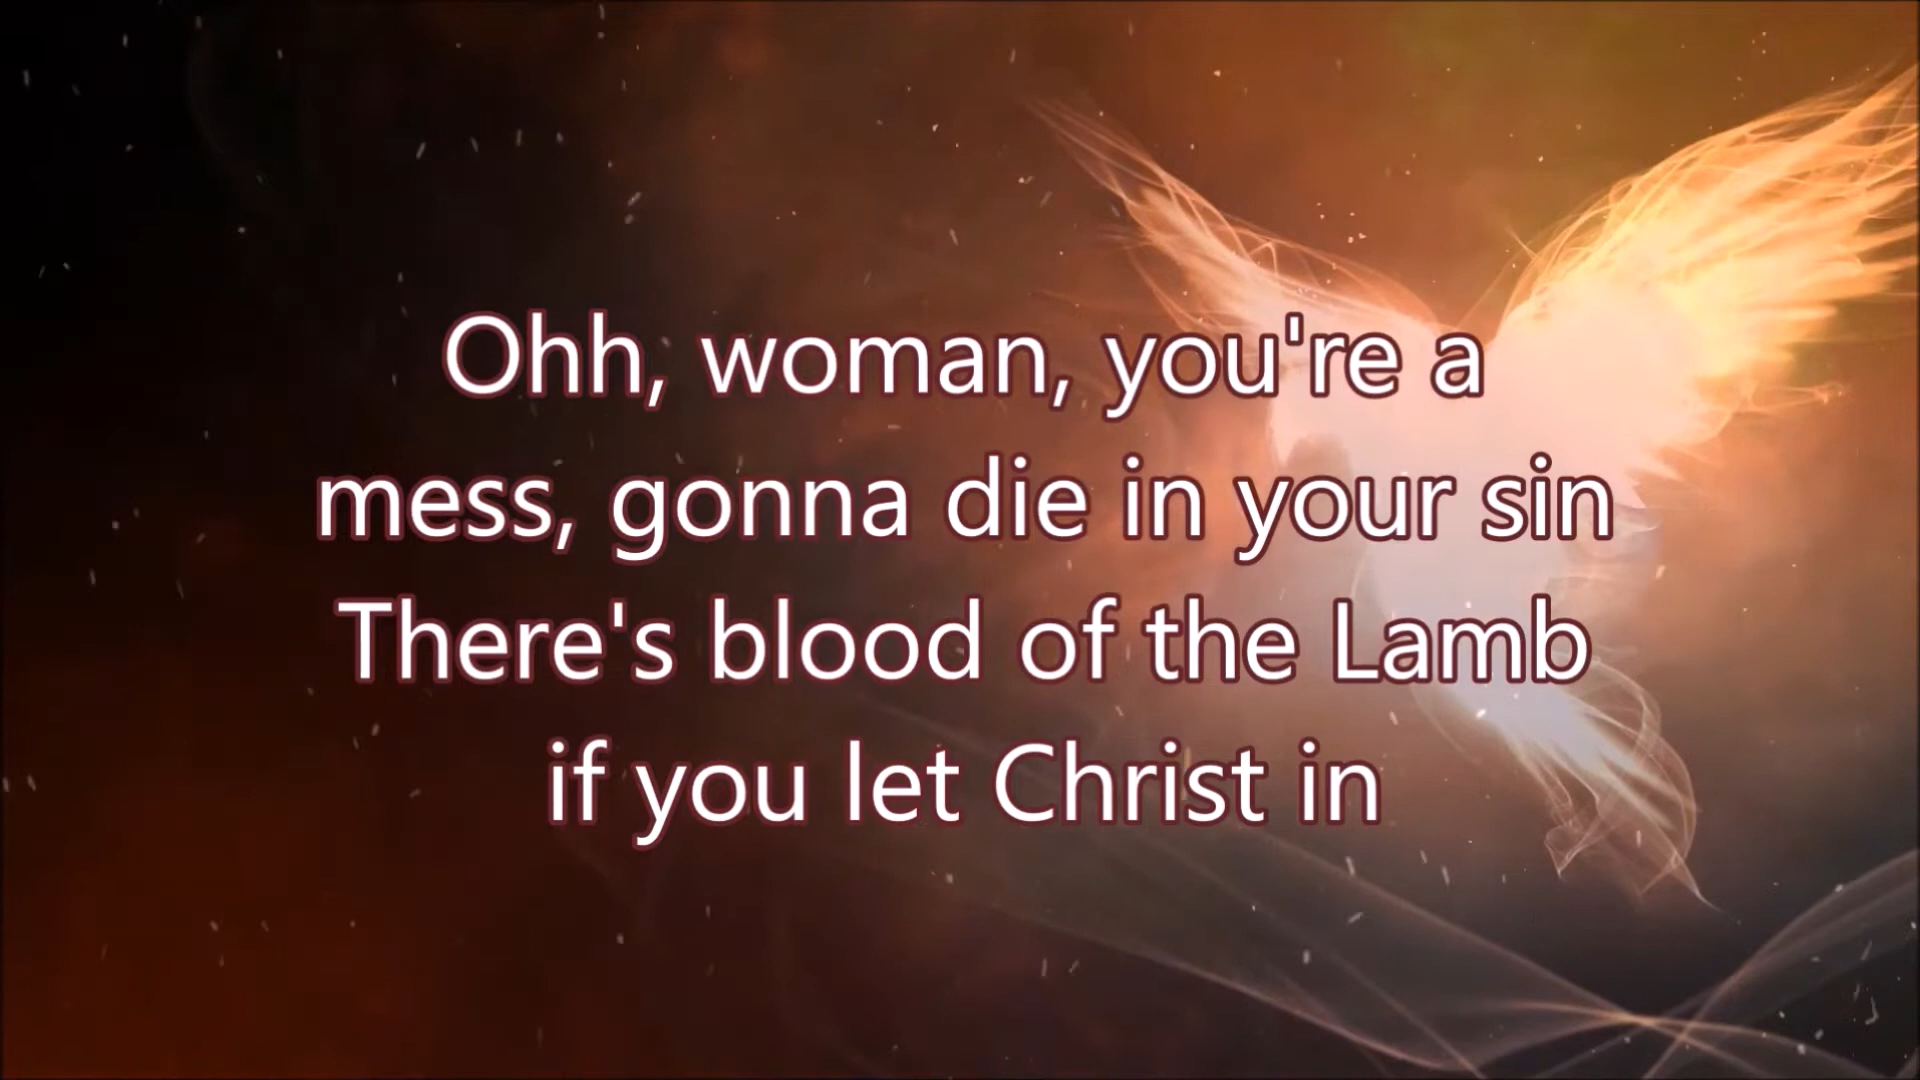 Ohh, woman, you're a
mess, gonna die in your sin
There's blood of the Lamb
if you let Christ in